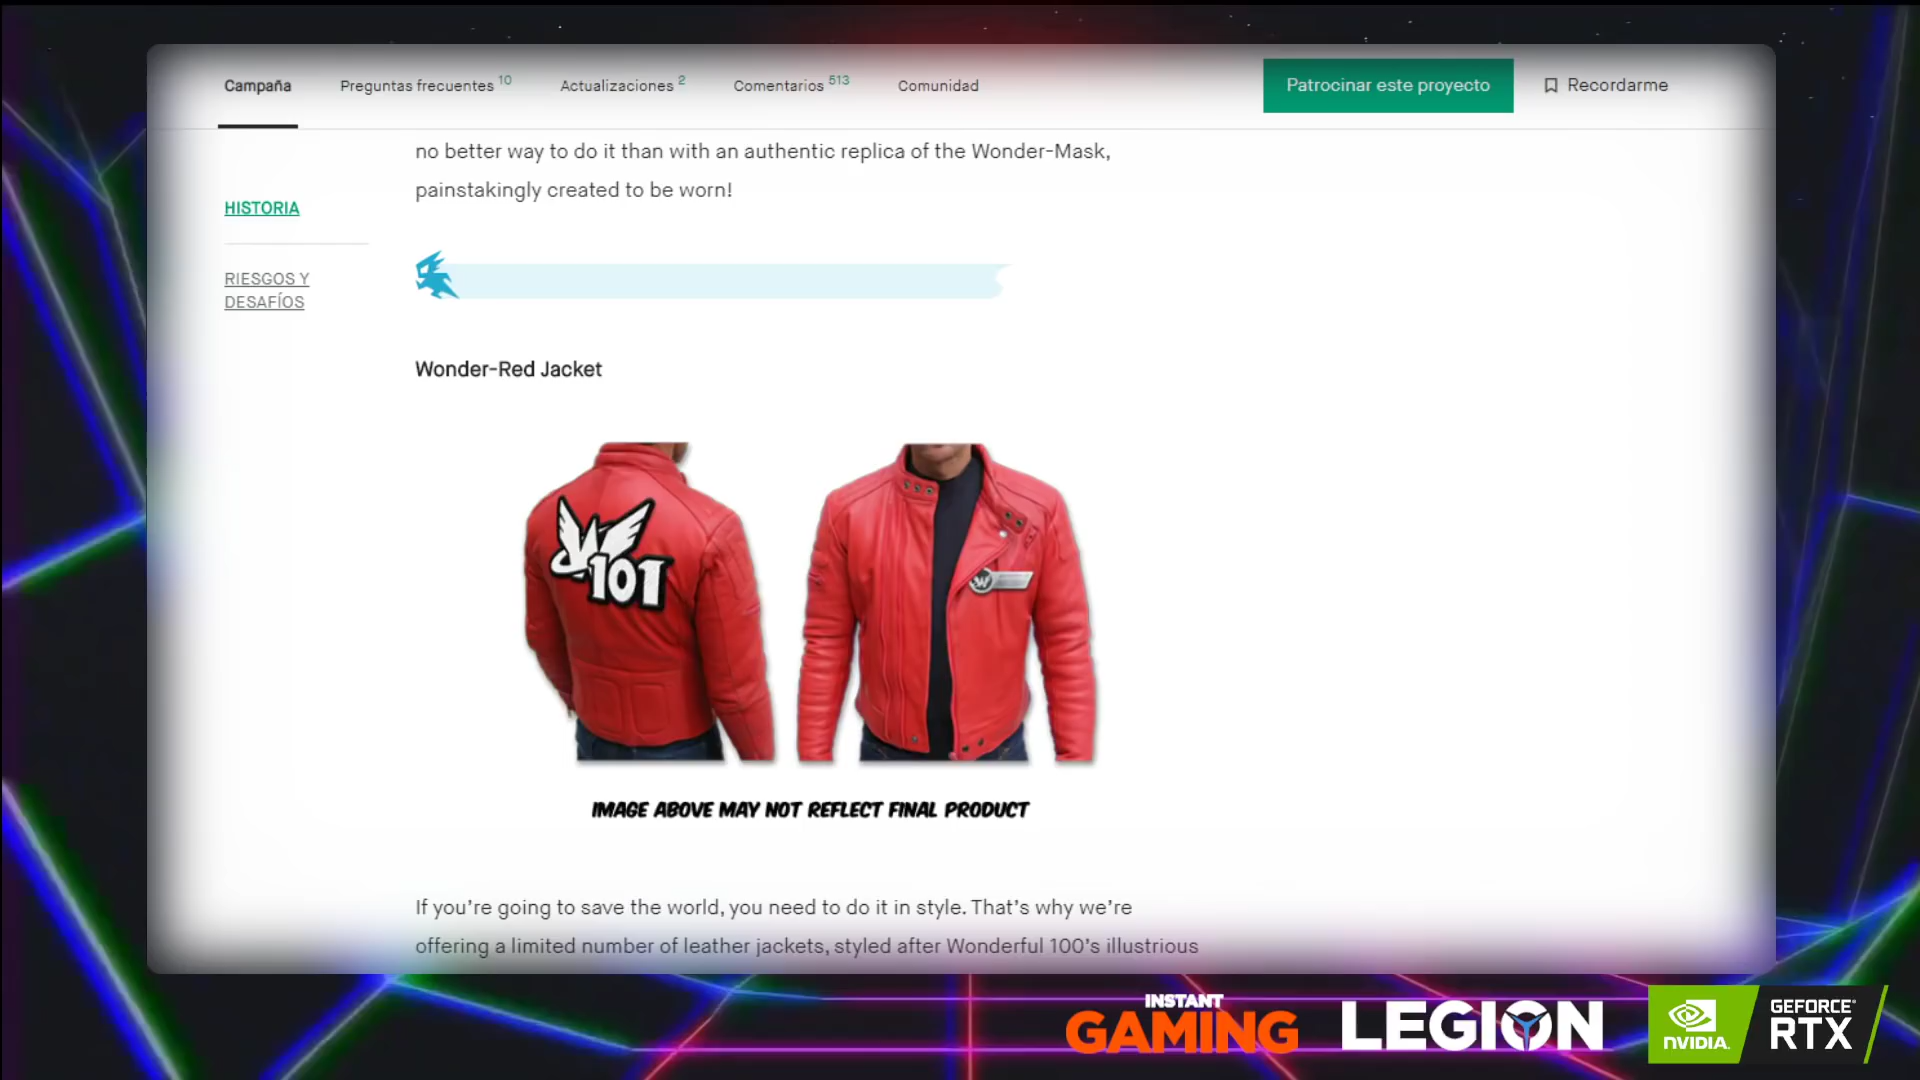 Campaña
Preguntas frecuentes 10
Actualizaciones 2
Comentarios 513
Comunidad
Patrocinar este proyecto
Recordarme
no better way to do it than with an authentic replica of the Wonder-Mask,
painstakingly created to be worn!
HISTORIA
RIESGOS Y
DESAFÍOS
Wonder-Red Jacket
W101
W
IMAGE ABOVE MAY NOT REFLECT FINAL PRODUCT
If you're going to save the world, you need to do it in style. That's why we're
offering a limited number of leather jackets, styled after Wonderful 100's illustrious
INSTANT
GAMING
LEGION
NVIDIA.
GEFORCE
RTX